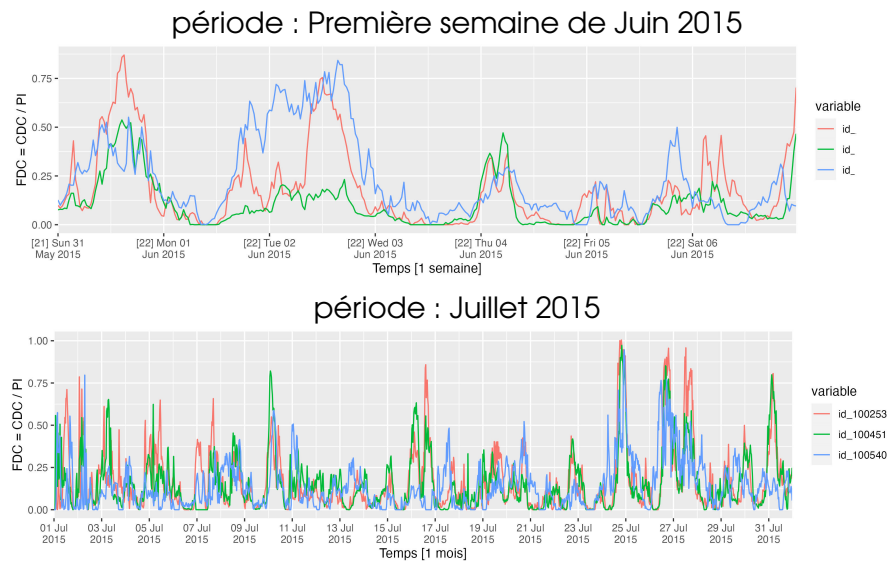 période : Première semaine de Juin 2015
FDC = CDC / PI
0.75
0.50
0.25
0.00
[21] Sun 31
May 2015
[22] Mon 01
Jun 2015
[22] Tue 02
Jun 2015
[22] Wed 03
Jun 2015
[22] Thu 04
Jun 2015
[22] Fri 05
Jun 2015
[22] Sat 06
Jun 2015
Temps [1 semaine]
variable
id_
id_
id_
période : Juillet 2015
FDC = CDC / PI
1.00
0.75
0.50
0.25
0.00
01 Jul
2015
03 Jul
2015
05 Jul
2015
07 Jul
2015
09 Jul
2015
11 Jul
2015
13 Jul
2015
15 Jul
2015
17 Jul
2015
19 Jul
2015
21 Jul
2015
23 Jul
2015
25 Jul
2015
27 Jul
2015
29 Jul
2015
31 Jul
2015
Temps [1 mois]
variable
id_100253
id_100451
id_100540